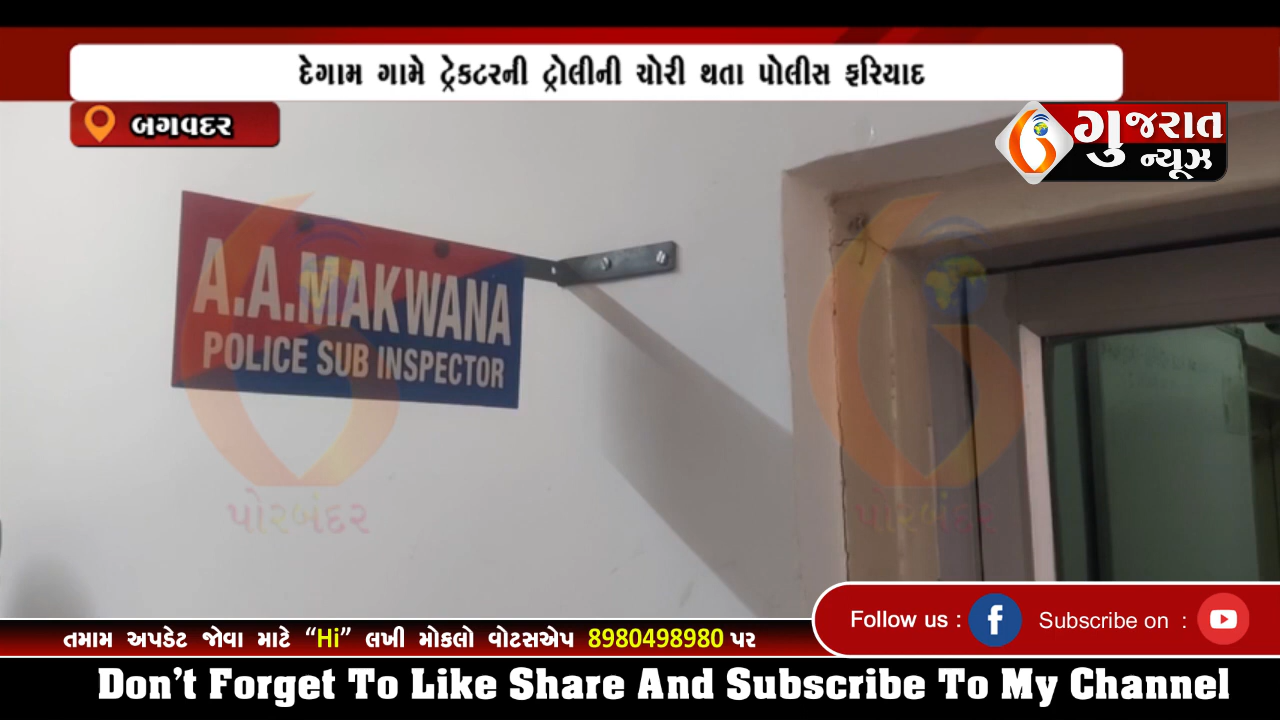 દેગામ ગામે ટ્રેકટરની ટ્રોલીની ચોરી થતા પોલીસ ફરિયાદ
બગવદર
ગુજરાત
ન્યૂઝ
A.A.MAKWANA
POLICE SUB INSPECTOR
પોરબંદર
પોરબંદર
Follow us :
Subscribe on :
તમામ અપડેટ જોવા માટે “Hi” લખી મોકલો વોટસએપ 8980498980 પર
Don't Forget To Like Share And Subscribe To My Channel